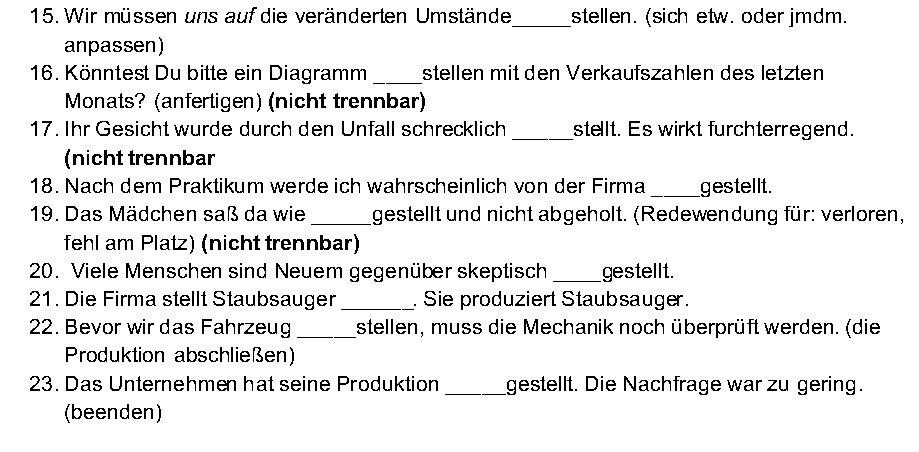 15. Wir müssen uns auf die veränderten Umstände_____stellen. (sich etw. oder jmdm.
anpassen)
16. Könntest Du bitte ein Diagramm ____stellen mit den Verkaufszahlen des letzten
Monats? (anfertigen) (nicht trennbar)
17. Ihr Gesicht wurde durch den Unfall schrecklich _____stellt. Es wirkt furchterregend.
(nicht trennbar
18. Nach dem Praktikum werde ich wahrscheinlich von der Firma ____gestellt.
19. Das Mädchen saß da wie _____gestellt und nicht abgeholt. (Redewendung für: verloren,
fehl am Platz) (nicht trennbar)
20. Viele Menschen sind Neuem gegenüber skeptisch ____gestellt.
21. Die Firma stellt Staubsauger ______. Sie produziert Staubsauger.
22. Bevor wir das Fahrzeug _____stellen, muss die Mechanik noch überprüft werden. (die
Produktion abschließen)
23. Das Unternehmen hat seine Produktion _____gestellt. Die Nachfrage war zu gering.
(beenden)